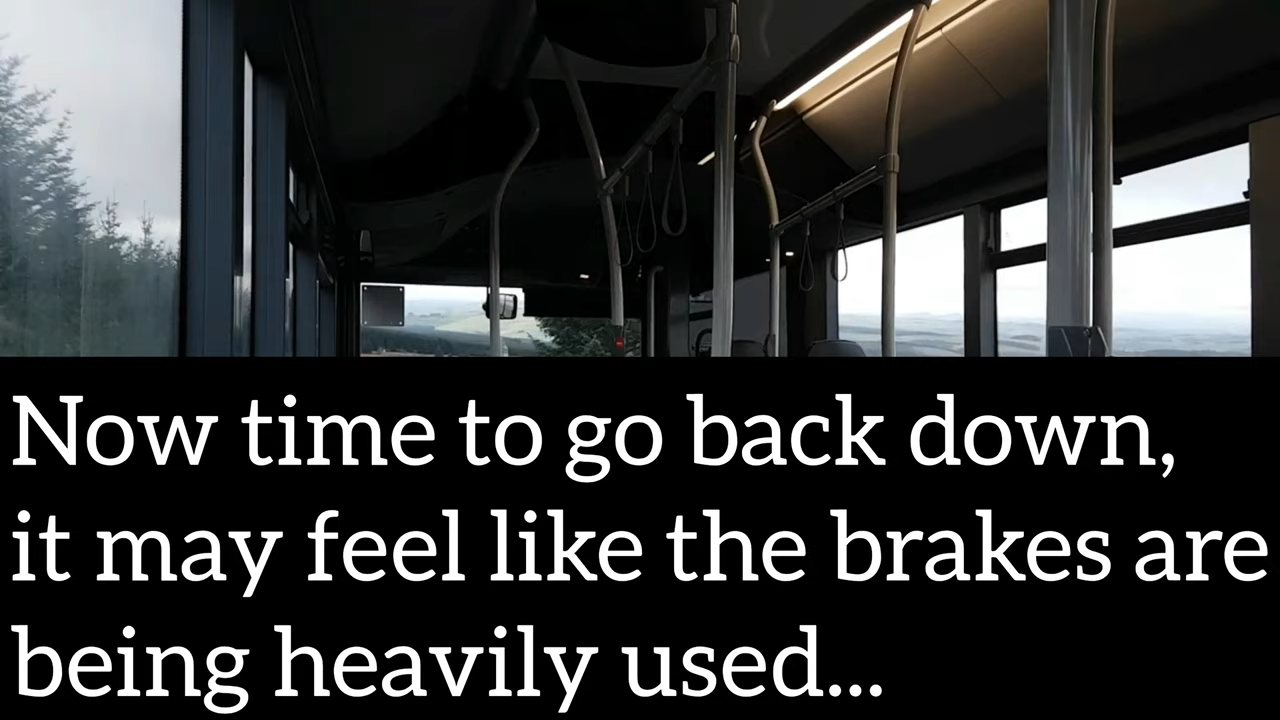 Now time to go back down,
it may feel like the brakes are
being heavily used...